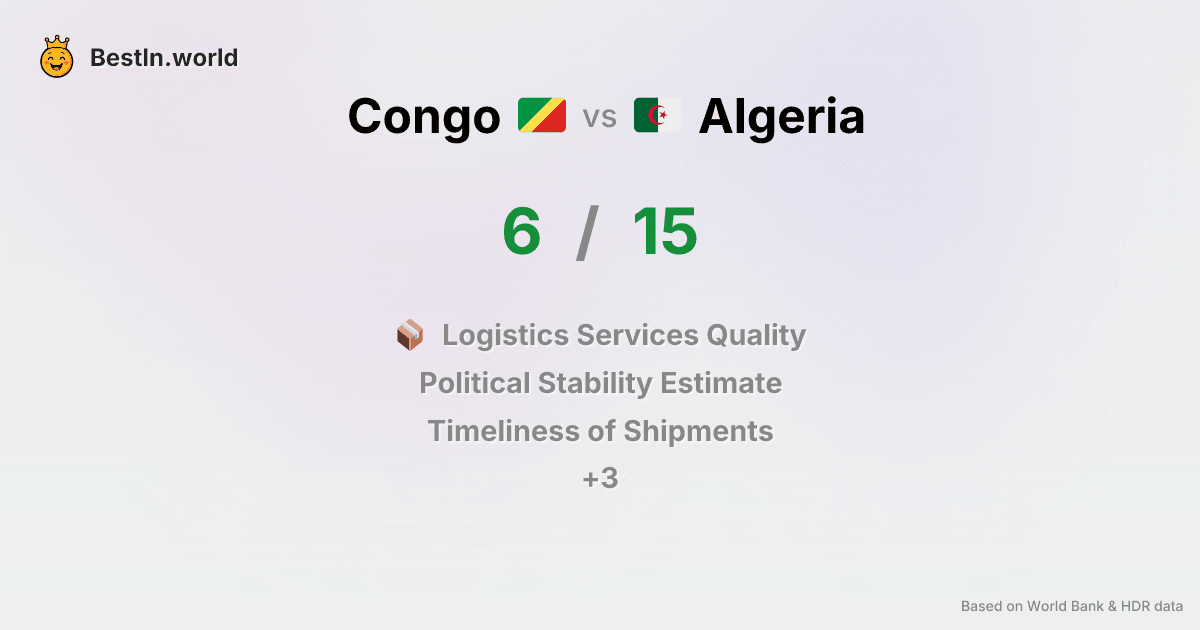 BestIn.world
Congo vs Algeria
6 / 15
Logistics Services Quality
Political Stability Estimate
Timeliness of Shipments
+3
Based on World Bank & HDR data